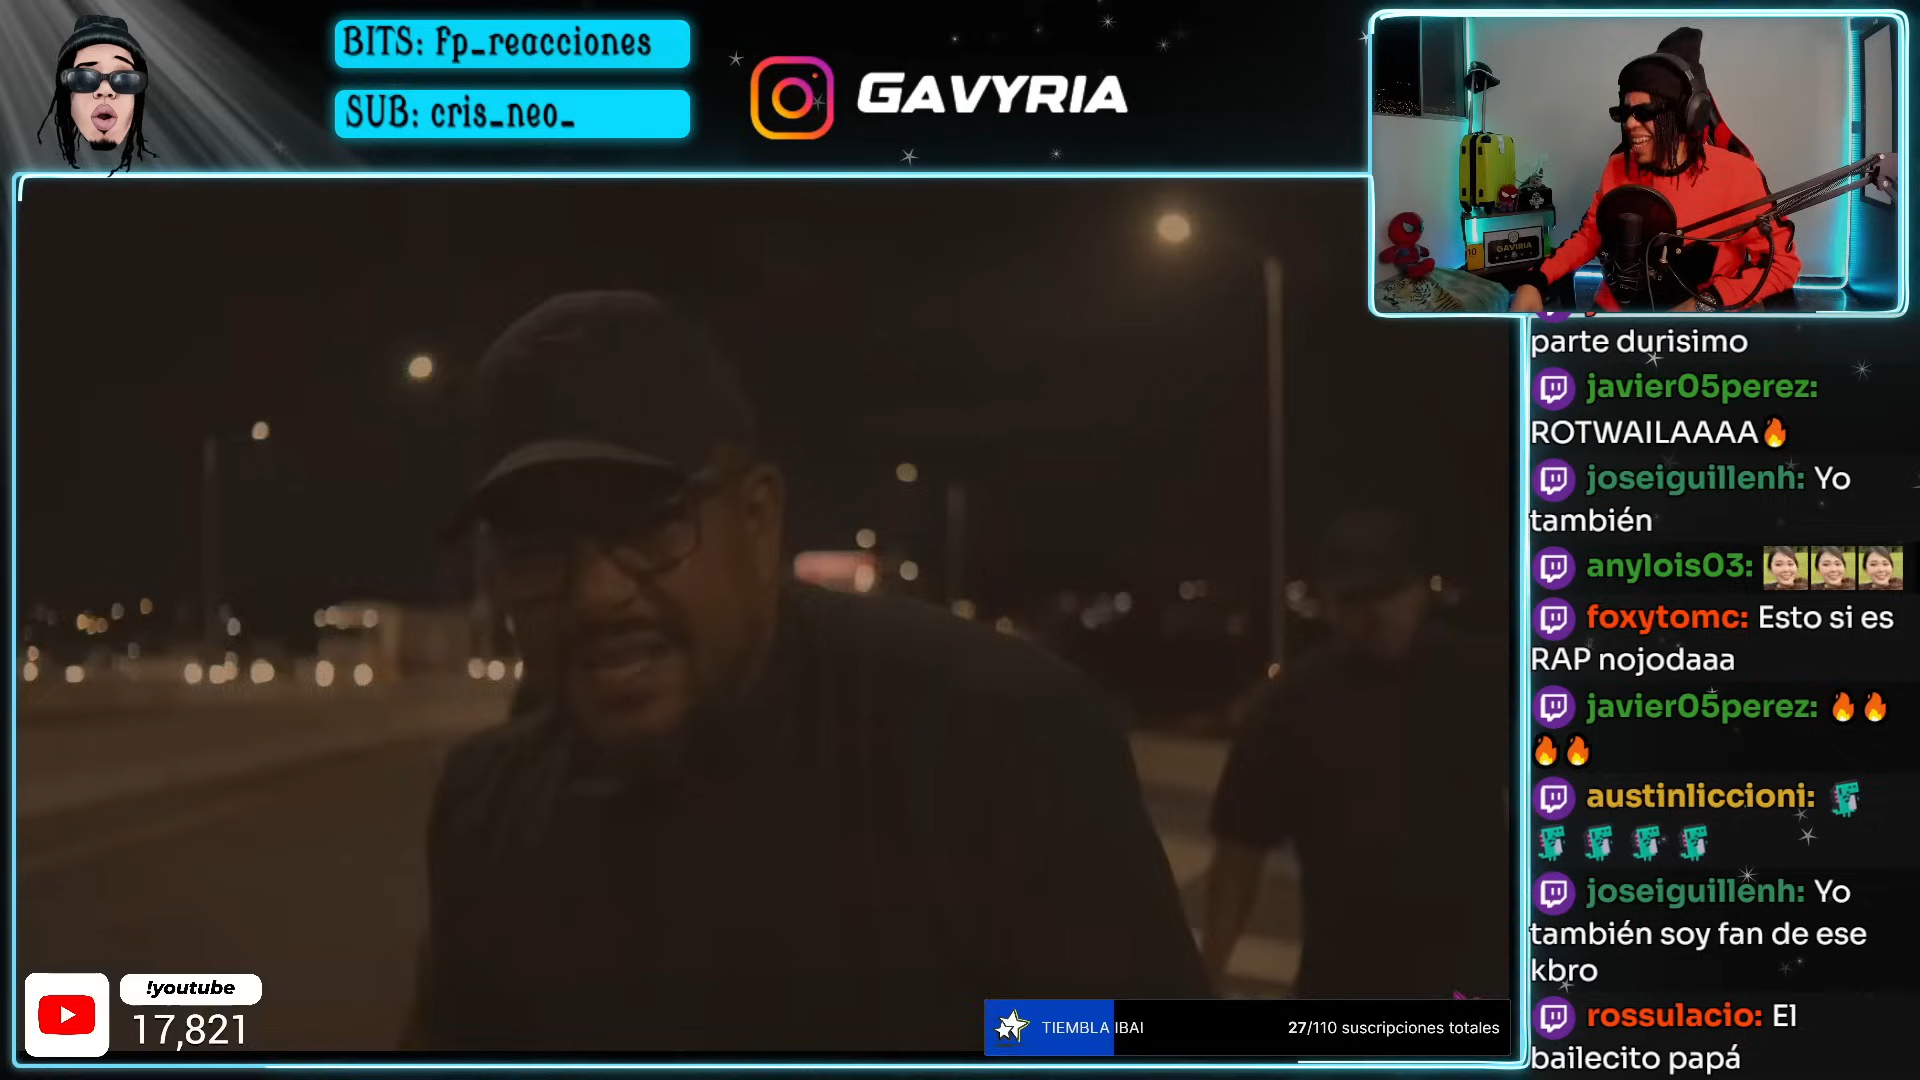 BITS: Fp_reacciones
SUB: cris_neo_
GAVYRIA
GAVIRIA
10
parte durisimo
javier05perez:
ROTWAILAAAA🔥
joseiguillenh: Yo
también
anylois03:
foxytomc: Esto si es
RAP nojodaaa
javier05perez: 🔥🔥
🔥🔥
austinliccioni:
joseiguillenh: Yo
también soy fan de ese
kbro
rossulacio: El
bailecito papá
!youtube
17,821
TIEMBLA IBAI
27/110 suscripciones totales